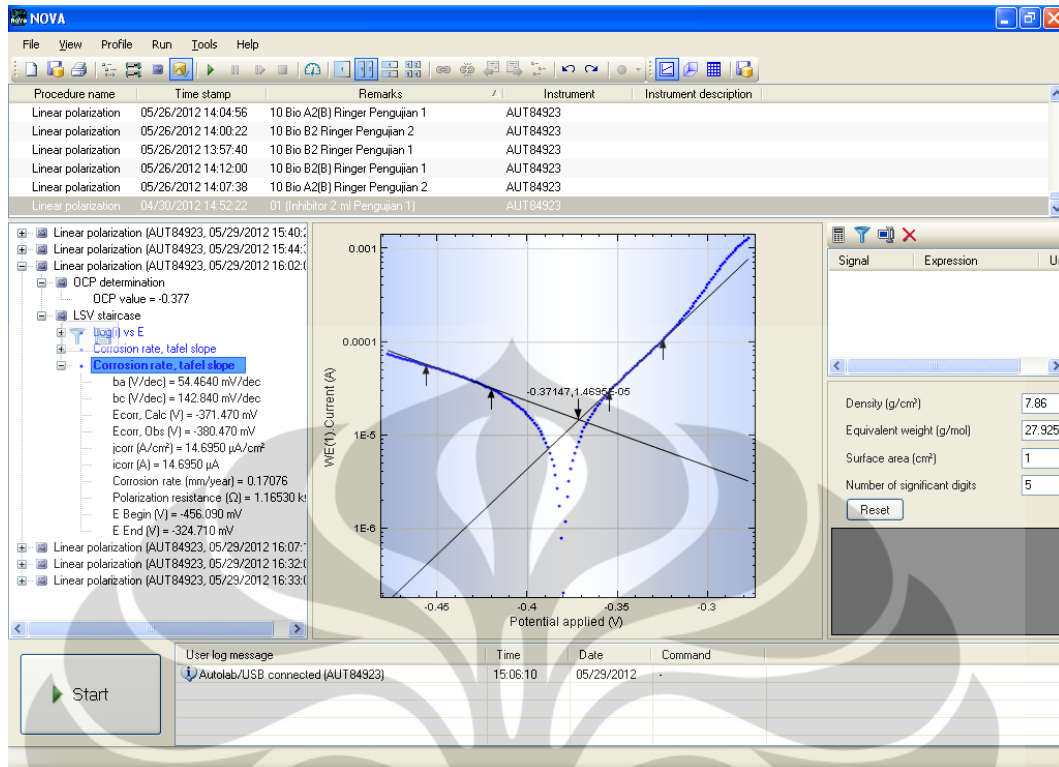 NOVA
File View Profile Run Tools Help
Procedure name Time stamp Remarks / Instrument Instrument description
Linear polarization 05/26/2012 14:04:56 10 Bio A2(B) Ringer Pengujian 1 AUT84923
Linear polarization 05/26/2012 14:00:22 10 Bio B2 Ringer Pengujian 2 AUT84923
Linear polarization 05/26/2012 13:57:40 10 Bio B2 Ringer Pengujian 1 AUT84923
Linear polarization 05/26/2012 14:12:00 10 Bio B2(B) Ringer Pengujian 1 AUT84923
Linear polarization 05/26/2012 14:07:38 10 Bio A2(B) Ringer Pengujian 2 AUT84923
Linear polarization 04/30/2012 14:52:22 01 (Inhibitor 2 ml Pengujian 1) AUT84923
Linear polarization (AUT84923, 05/29/2012 15:40:
Linear polarization (AUT84923, 05/29/2012 15:44:
Linear polarization (AUT84923, 05/29/2012 16:02:
OCP determination
OCP value = -0.377
LSV staircase
vs E
Corrosion rate, tafel slope
Corrosion rate, tafel slope
ba (V/dec) = 54.4640 mV/dec
bc (V/dec) = 142.840 mV/dec
Ecorr, Calc (V) = -371.470 mV
Ecorr, Obs (V) = -380.470 mV
jcorr (A/cm²) = 14.6950 µA/cm²
icorr (A) = 14.6950 µA
Corrosion rate (mm/year) = 0.17076
Polarization resistance (Ω) = 1.16530 k
E Begin (V) = -456.090 mV
E End (V) = -324.710 mV
Linear polarization (AUT84923, 05/29/2012 16:07:
Linear polarization (AUT84923, 05/29/2012 16:32:
Linear polarization (AUT84923, 05/29/2012 16:33:
0.001
0.0001
1E-5
1E-6
WE(1).Current (A)
-0.37147,1.4695E-05
-0.45 -0.4 -0.35 -0.3
Potential applied (V)
Signal Expression U
Density (g/cm³) 7.86
Equivalent weight (g/mol) 27.925
Surface area (cm²) 1
Number of significant digits 5
Reset
Start
User log message Time Date Command
Autolab/USB connected (AUT84923) 15:06:10 05/29/2012 -